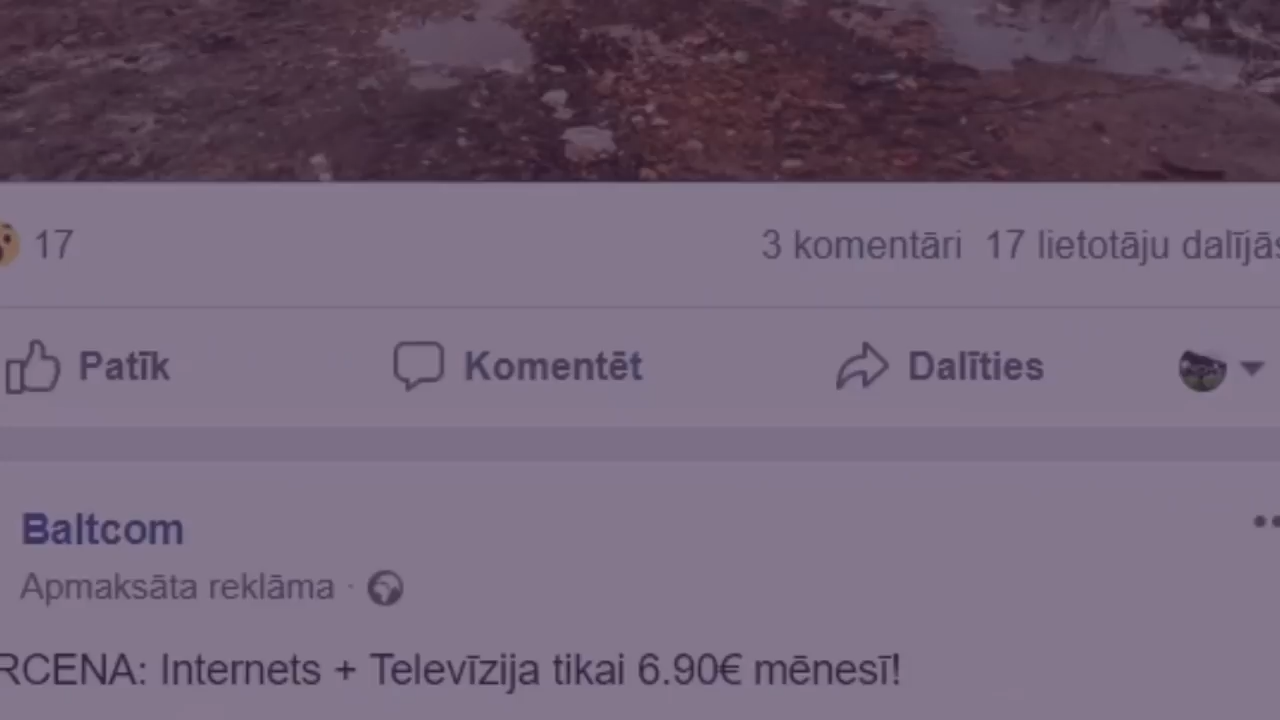 17
3 komentāri 17 lietotāju dalījās
Patīk Komentēt Dalīties
Baltcom
Apmaksāta reklāma ·
RCENA: Internets + Televīzija tikai 6.90€ mēnesī!